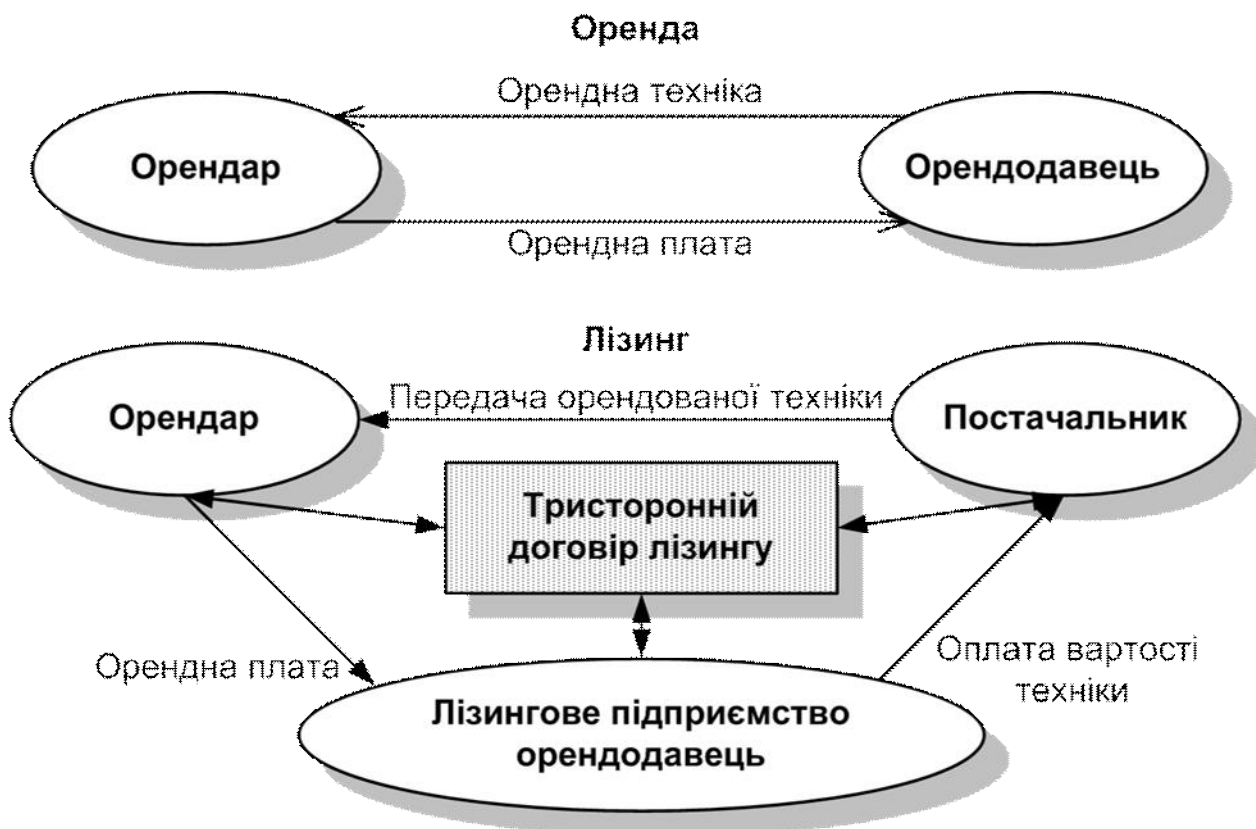 Оренда
Орендна техніка
Орендар
Орендодавець
Орендна плата
Лізинг
Передача орендованої техніки
Орендар
Постачальник
Тристоронній
договір лізингу
Орендна плата
Оплата вартості
техніки
Лізингове підприємство
орендодавець